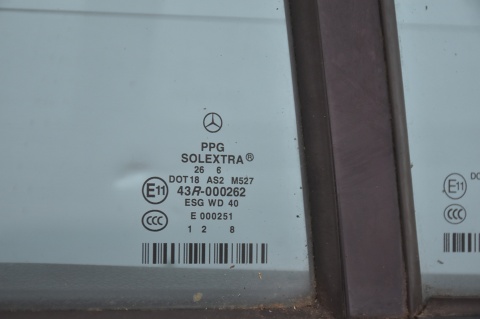 PPG
SOLEXTRA®
26 6
DOT18 AS2 M527
E11 43R-000262
ESG WD 40
CCC E 000251
1 2 8
DO
E11
CCC